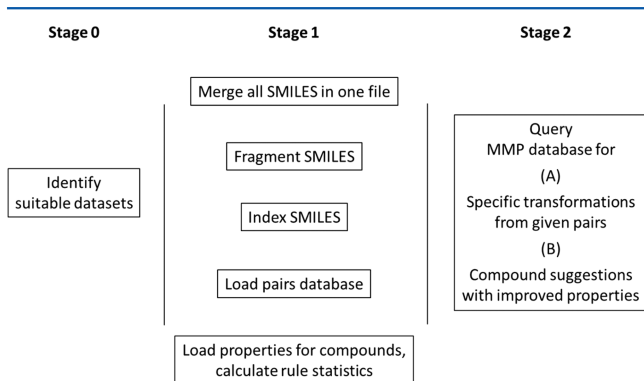 Stage 0
Stage 1
Stage 2
Identify
suitable datasets
Merge all SMILES in one file
Fragment SMILES
Index SMILES
Load pairs database
Load properties for compounds,
calculate rule statistics
Query
MMP database for
(A)
Specific transformations
from given pairs
(B)
Compound suggestions
with improved properties